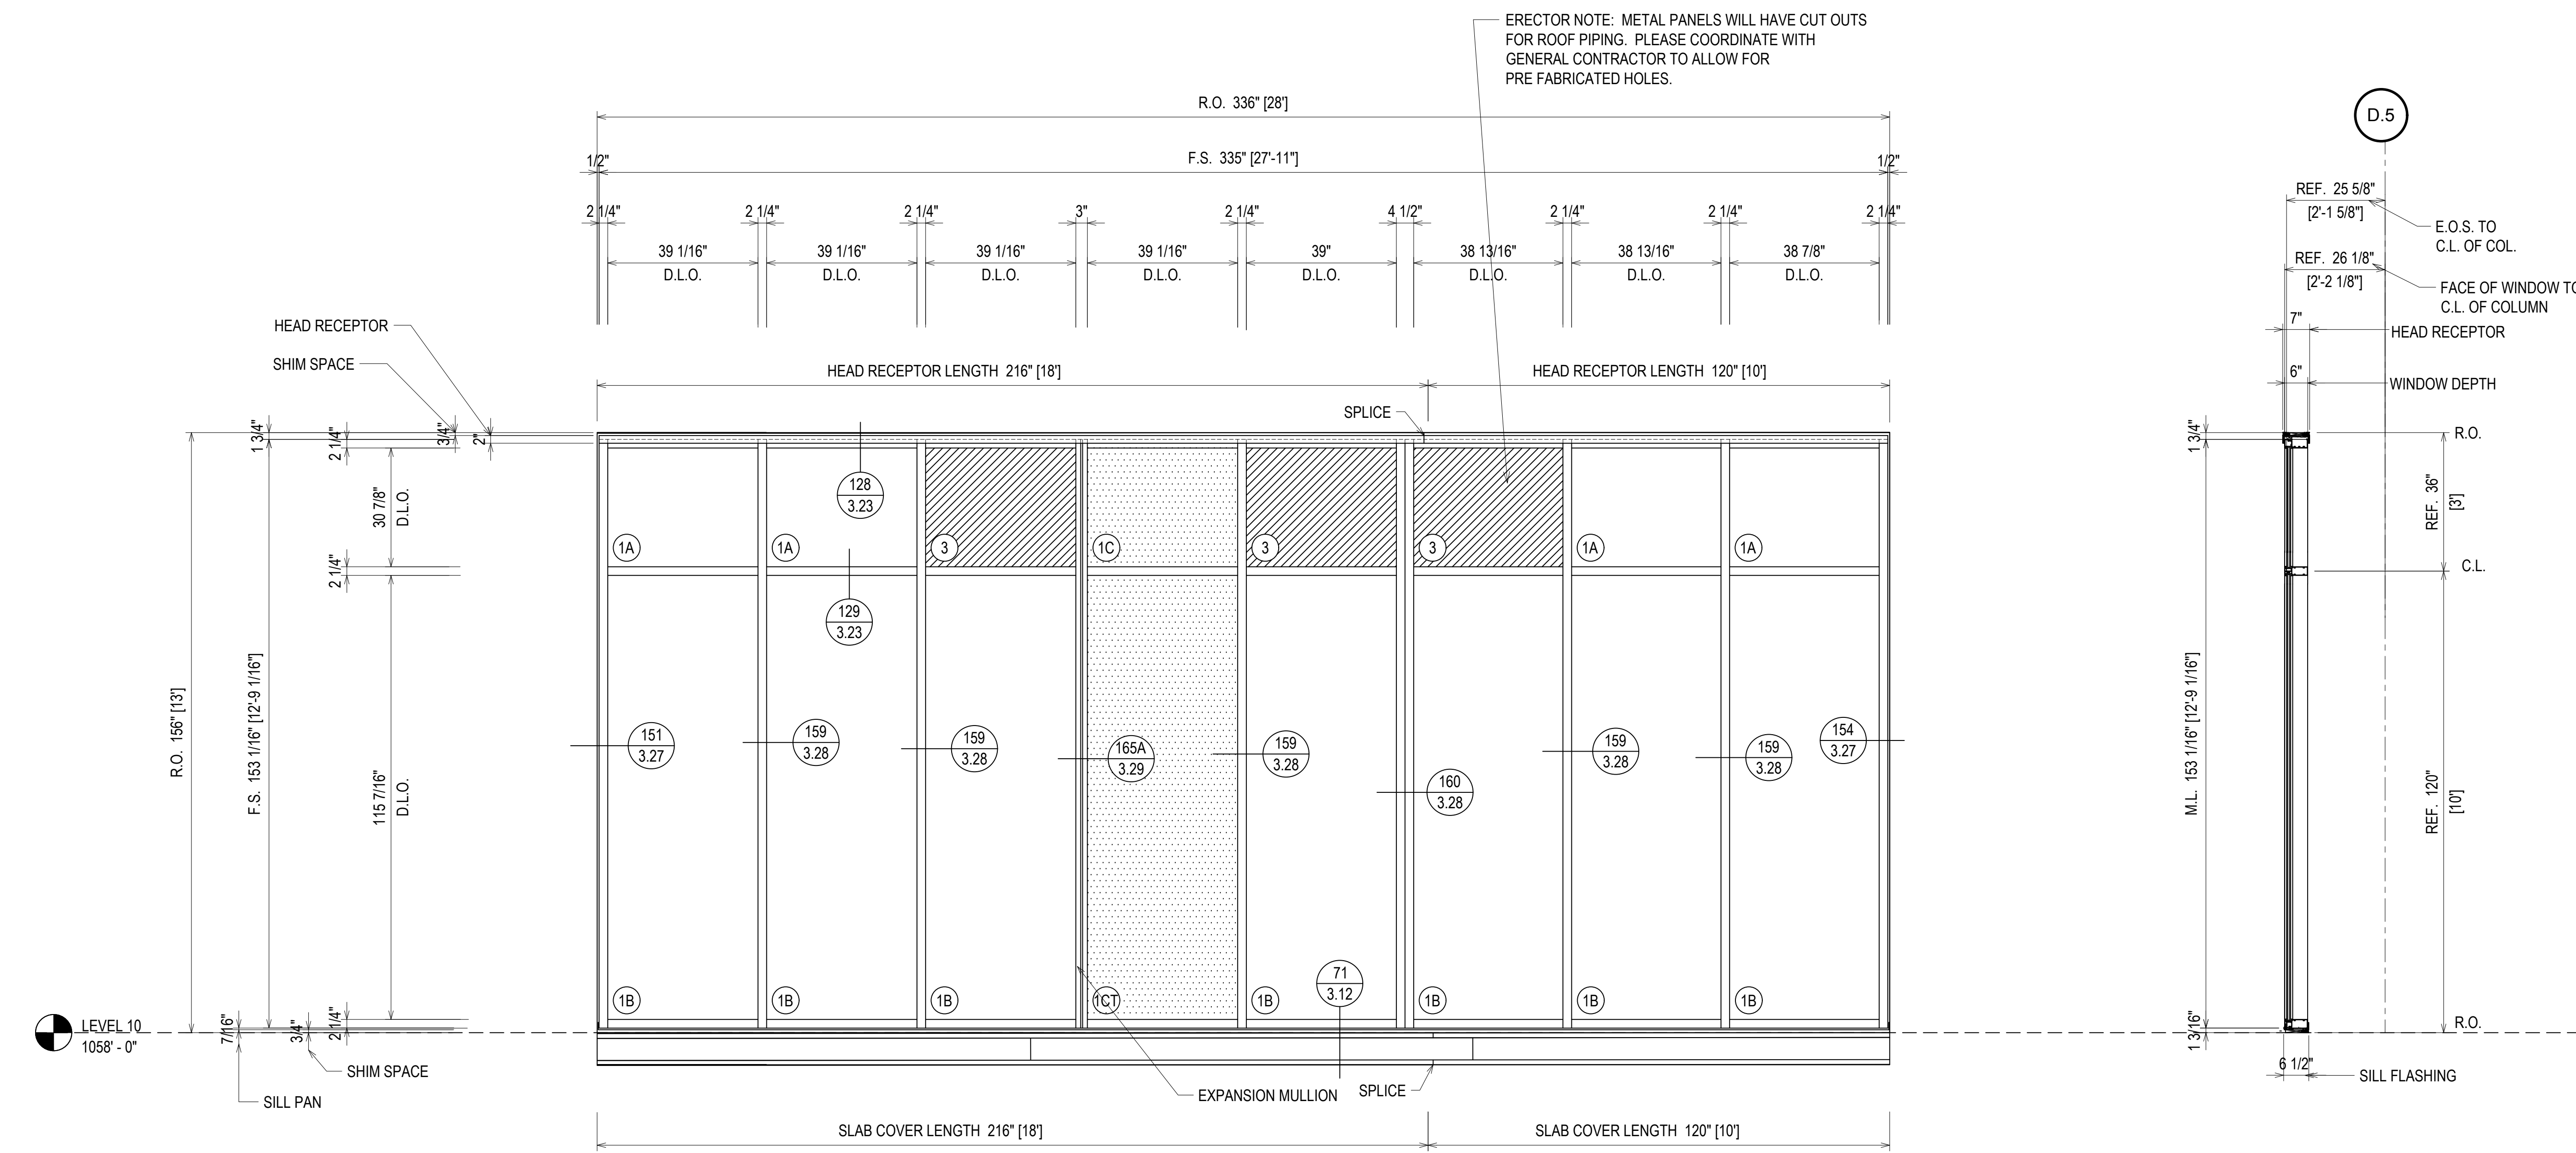 ERECTOR NOTE: METAL PANELS WILL HAVE CUT OUTS
FOR ROOF PIPING. PLEASE COORDINATE WITH
GENERAL CONTRACTOR TO ALLOW FOR
PRE FABRICATED HOLES.
R.O. 336" [28']
1/2"
F.S. 335" [27'-11"]
1/2"
2 1/4"
2 1/4"
2 1/4"
3"
2 1/4"
4 1/2"
2 1/4"
2 1/4"
2 1/4"
39 1/16"
D.L.O.
39 1/16"
D.L.O.
39 1/16"
D.L.O.
39 1/16"
D.L.O.
39"
D.L.O.
38 13/16"
D.L.O.
38 13/16"
D.L.O.
38 7/8"
D.L.O.
HEAD RECEPTOR
SHIM SPACE
HEAD RECEPTOR LENGTH 216" [18']
HEAD RECEPTOR LENGTH 120" [10']
SPLICE
R.O. 156" [13']
1 3/4"
F.S. 153 1/16" [12'-9 1/16"]
2 1/4"
3/4"
2"
30 7/8"
D.L.O.
2 1/4"
115 7/16"
D.L.O.
128
3.23
1A
1A
3
1C
3
3
1A
1A
129
3.23
151
3.27
159
3.28
159
3.28
165A
3.29
159
3.28
160
3.28
159
3.28
159
3.28
154
3.27
1B
1B
1B
1CT
1B
71
3.12
1B
1B
1B
LEVEL 10
1058' - 0"
7/16"
3/4"
2 1/4"
SHIM SPACE
SILL PAN
EXPANSION MULLION
SPLICE
SLAB COVER LENGTH 216" [18']
SLAB COVER LENGTH 120" [10']
D.5
REF. 25 5/8"
[2'-1 5/8"]
E.O.S. TO
C.L. OF COL.
REF. 26 1/8"
[2'-2 1/8"]
FACE OF WINDOW
C.L. OF COLUMN
7"
HEAD RECEPTOR
6"
WINDOW DEPTH
1 3/4"
R.O.
REF. 36"
[3']
C.L.
M.L. 153 1/16" [12'-9 1/16"]
REF. 120"
[10']
R.O.
1 3/16"
6 1/2"
SILL FLASHING